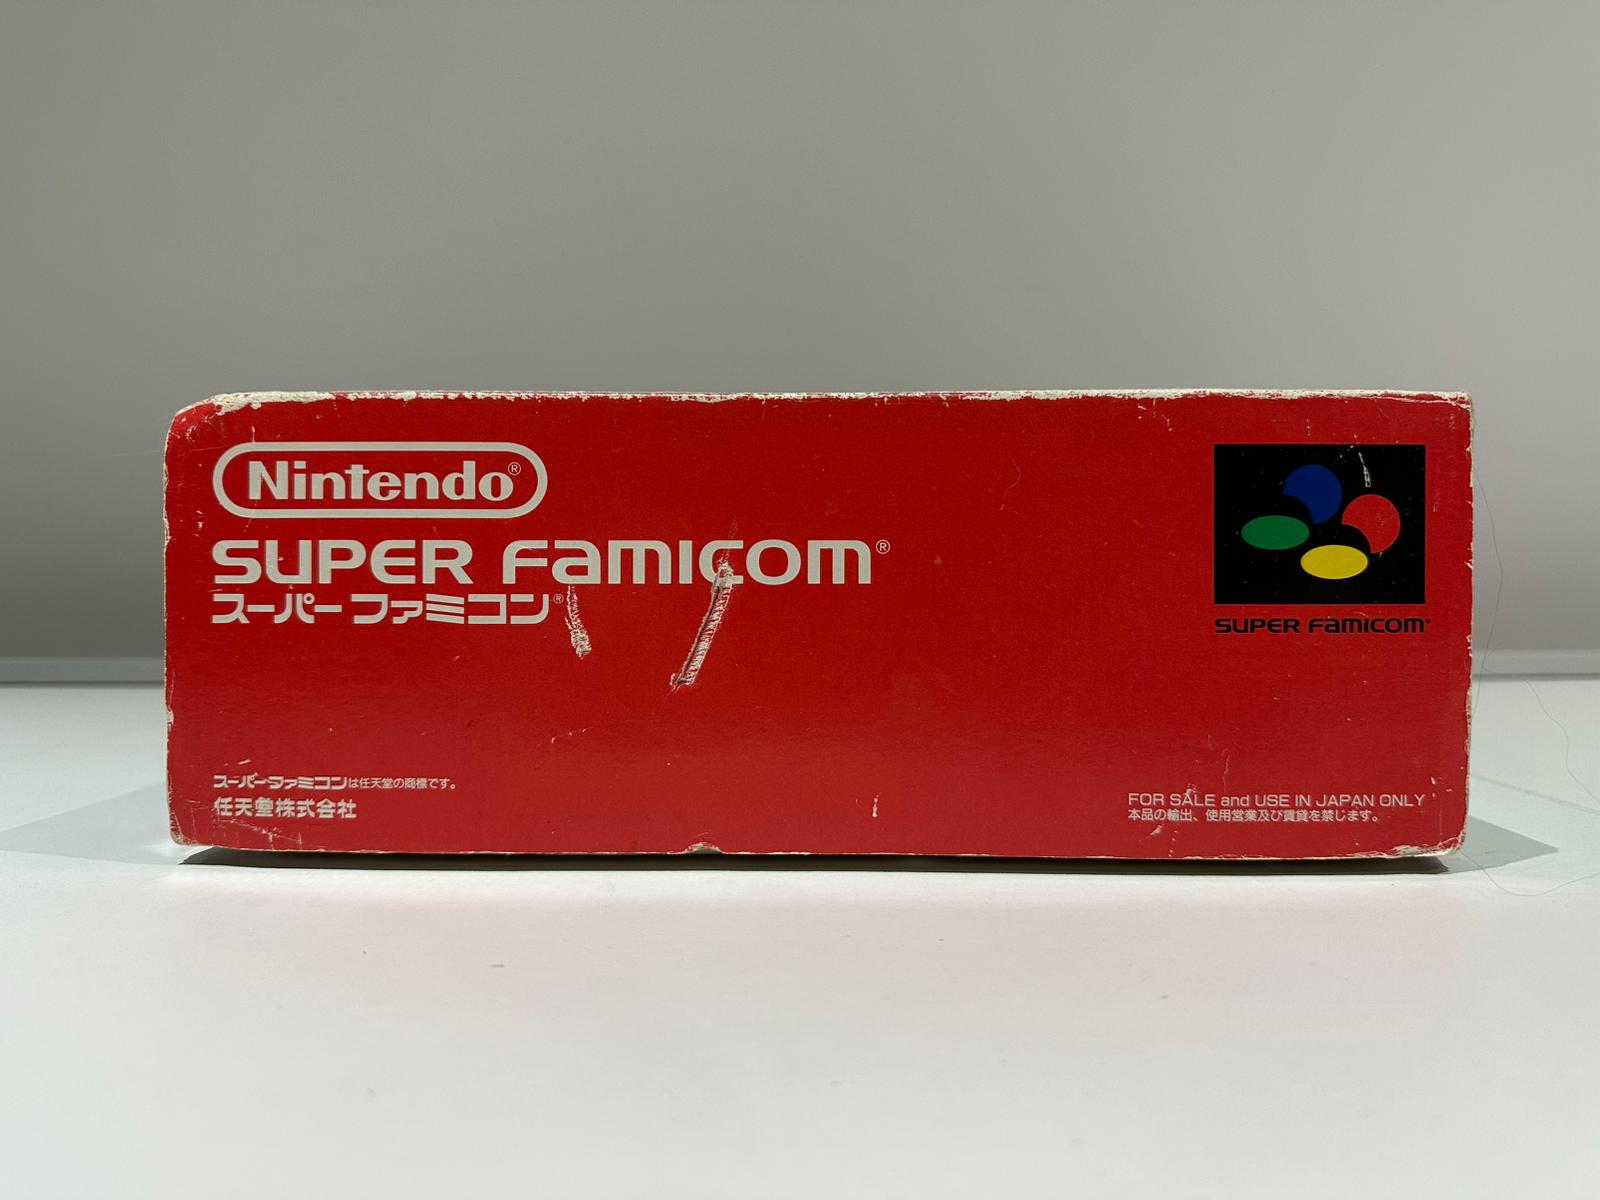 Nintendo®
SUPER FAMICOM®
スーパーファミコン®
SUPER FAMICOM®
スーパーファミコンは任天堂の商標です。
任天堂株式会社
FOR SALE and USE IN JAPAN ONLY
本品の輸出、使用営業及び賃貸を禁じます。